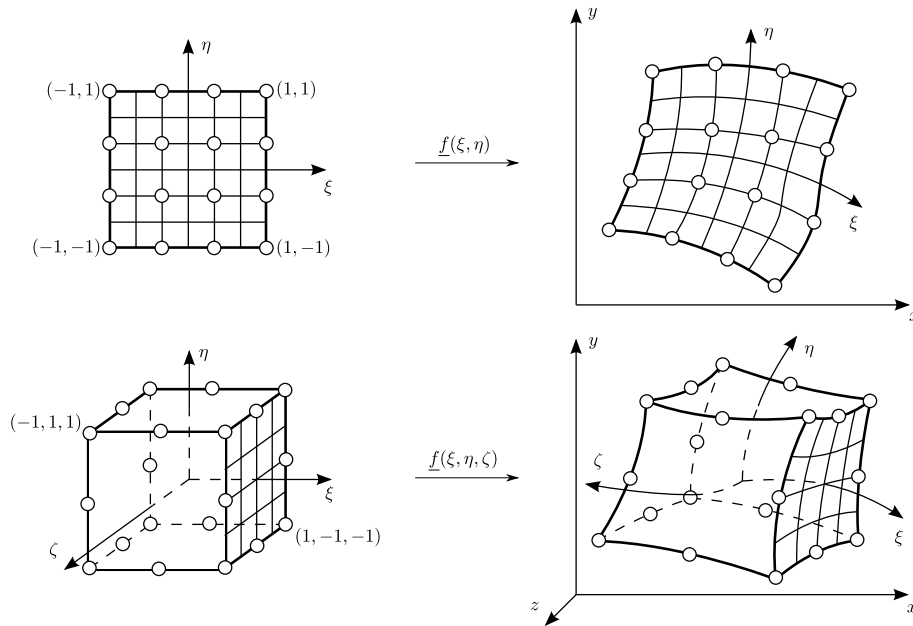 y
η
η
(−1, 1)
(1, 1)
f(ξ, η)
ξ
ξ
(−1, −1)
(1, −1)
x
η
y
η
(−1, 1, 1)
f(ξ, η, ζ)
ζ
ξ
ζ
(1, −1, −1)
ξ
z
x